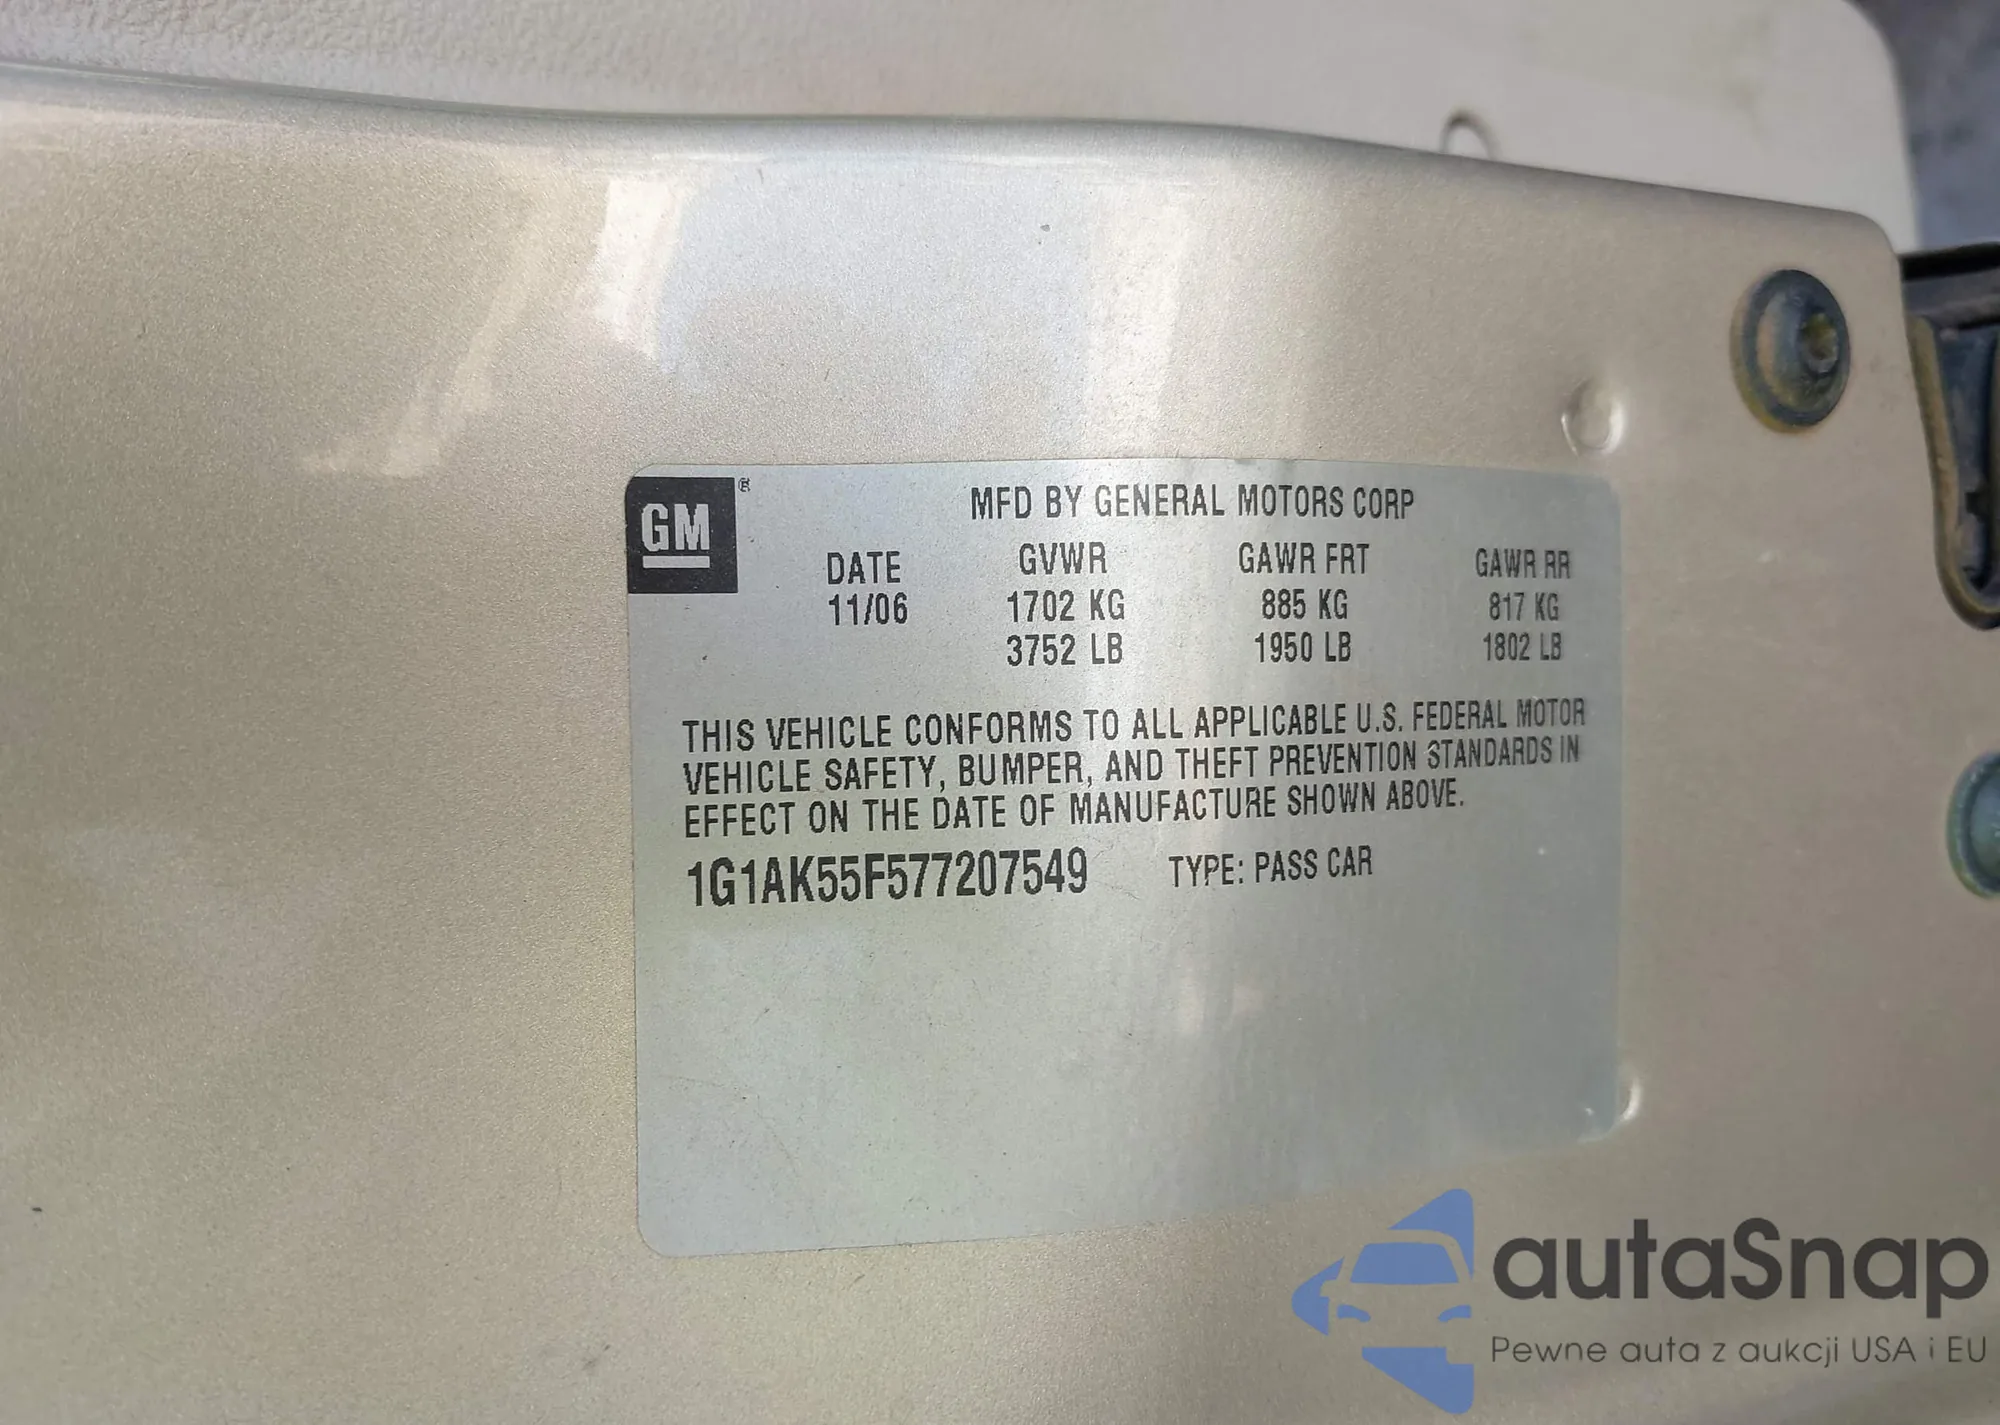 GM ®
MFD BY GENERAL MOTORS CORP
DATE GVWR GAWR FRT GAWR RR
11/06 1702 KG 885 KG 817 KG
3752 LB 1950 LB 1802 LB
THIS VEHICLE CONFORMS TO ALL APPLICABLE U.S. FEDERAL MOTOR
VEHICLE SAFETY, BUMPER, AND THEFT PREVENTION STANDARDS IN
EFFECT ON THE DATE OF MANUFACTURE SHOWN ABOVE.
1G1AK55F577207549 TYPE: PASS CAR
autaSnap
Pewne auta z aukcji USA i EU